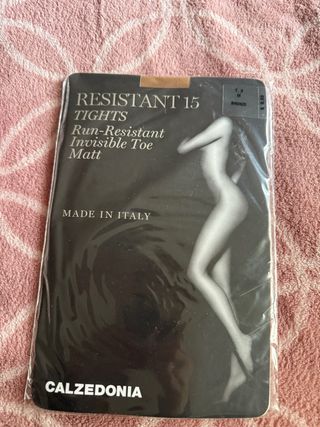 RESISTANT 15
TIGHTS
Run-Resistant
Invisible Toe
Matt
MADE IN ITALY
CALZEDONIA